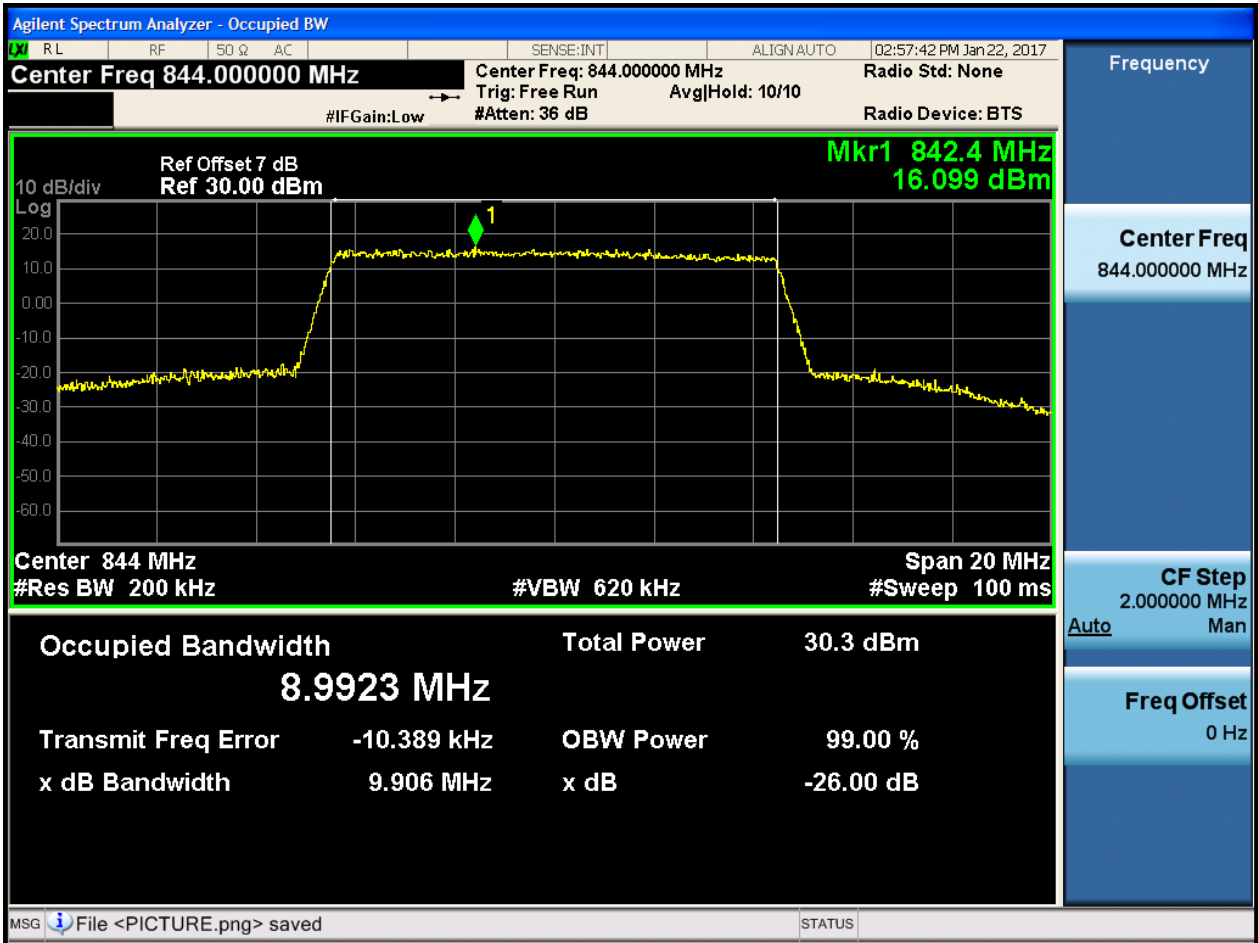 Agilent Spectrum Analyzer - Occupied BW
LXI RL RF 50 Ω AC SENSE:INT ALIGN AUTO 02:57:42 PM Jan 22, 2017
Center Freq 844.000000 MHz
Center Freq: 844.000000 MHz Radio Std: None
Trig: Free Run Avg|Hold: 10/10
#IFGain:Low #Atten: 36 dB Radio Device: BTS
Frequency
Mkr1 842.4 MHz
16.099 dBm
Ref Offset 7 dB
10 dB/div Ref 30.00 dBm
Log
1
20.0
10.0
0.00
-10.0
-20.0
-30.0
-40.0
-50.0
-60.0
Center 844 MHz Span 20 MHz
#Res BW 200 kHz #VBW 620 kHz #Sweep 100 ms
Center Freq
844.000000 MHz
CF Step
2.000000 MHz
Auto Man
Freq Offset
0 Hz
Occupied Bandwidth Total Power 30.3 dBm
8.9923 MHz
Transmit Freq Error -10.389 kHz OBW Power 99.00 %
x dB Bandwidth 9.906 MHz x dB -26.00 dB
MSG File <PICTURE.png> saved STATUS